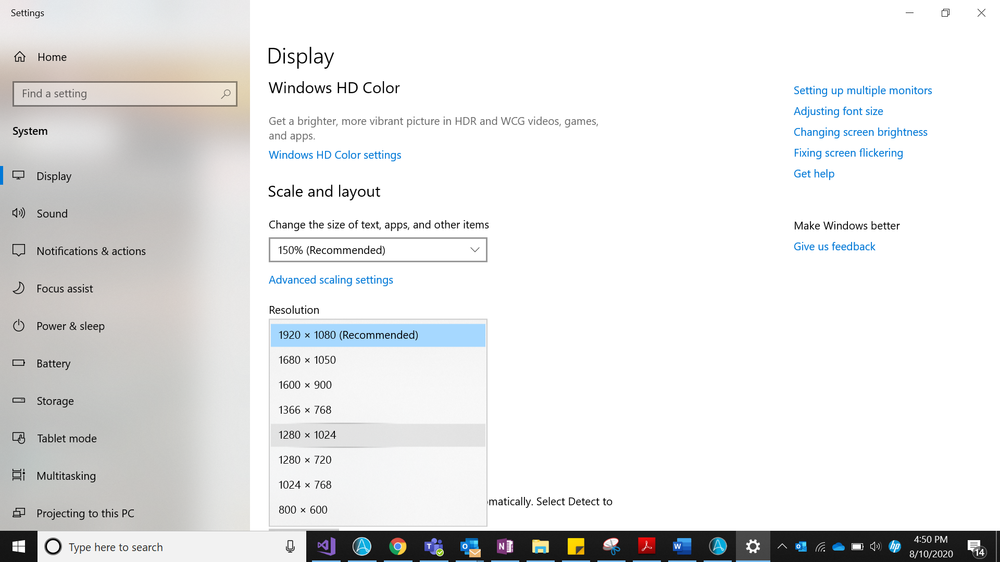 Settings
Home
Find a setting
System
Display
Sound
Notifications & actions
Focus assist
Power & sleep
Battery
Storage
Tablet mode
Multitasking
Projecting to this PC
Display
Windows HD Color
Get a brighter, more vibrant picture in HDR and WCG videos, games,
and apps.
Windows HD Color settings
Scale and layout
Change the size of text, apps, and other items
150% (Recommended)
Advanced scaling settings
Resolution
1920 × 1080 (Recommended)
1680 × 1050
1600 × 900
1366 × 768
1280 × 1024
1280 × 720
1024 × 768
800 × 600
matically. Select Detect to
Setting up multiple monitors
Adjusting font size
Changing screen brightness
Fixing screen flickering
Get help
Make Windows better
Give us feedback
Type here to search
4:50 PM
8/10/2020
14